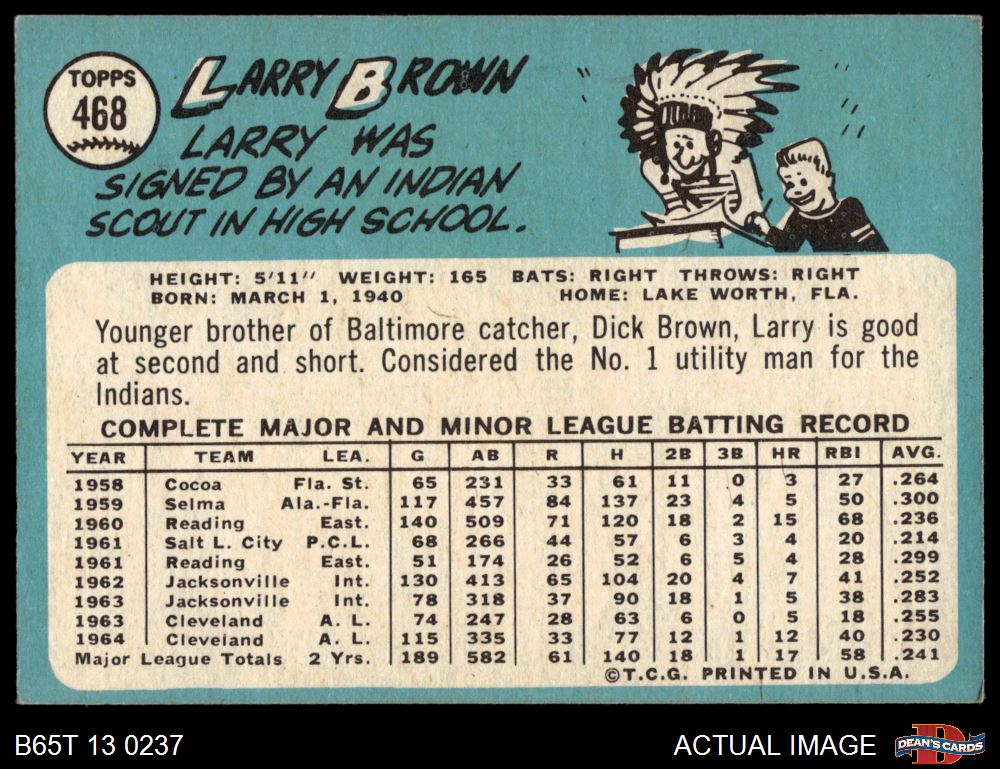 TOPPS
468
LARRY BROWN
LARRY WAS
SIGNED BY AN INDIAN
SCOUT IN HIGH SCHOOL.
HEIGHT: 5'11" WEIGHT: 165 BATS: RIGHT THROWS: RIGHT
BORN: MARCH 1, 1940 HOME: LAKE WORTH, FLA.
Younger brother of Baltimore catcher, Dick Brown, Larry is good
at second and short. Considered the No. 1 utility man for the
Indians.
COMPLETE MAJOR AND MINOR LEAGUE BATTING RECORD
YEAR TEAM LEA. G AB R H 2B 3B HR RBI AVG.
1958 Cocoa Fla. St. 65 231 33 61 11 0 3 27 .264
1959 Selma Ala.-Fla. 117 457 84 137 23 4 5 50 .300
1960 Reading East. 140 509 71 120 18 2 15 68 .236
1961 Salt L. City P.C.L. 68 266 44 57 6 3 4 20 .214
1961 Reading East. 51 174 26 52 6 5 4 28 .299
1962 Jacksonville Int. 130 413 65 104 20 4 7 41 .252
1963 Jacksonville Int. 78 318 37 90 18 1 5 38 .283
1963 Cleveland A. L. 74 247 28 63 6 0 5 18 .255
1964 Cleveland A. L. 115 335 33 77 12 1 12 40 .230
Major League Totals 2 Yrs. 189 582 61 140 18 1 17 58 .241
©T.C.G. PRINTED IN U.S.A.
B65T 13 0237 ACTUAL IMAGE DEAN'S CARDS